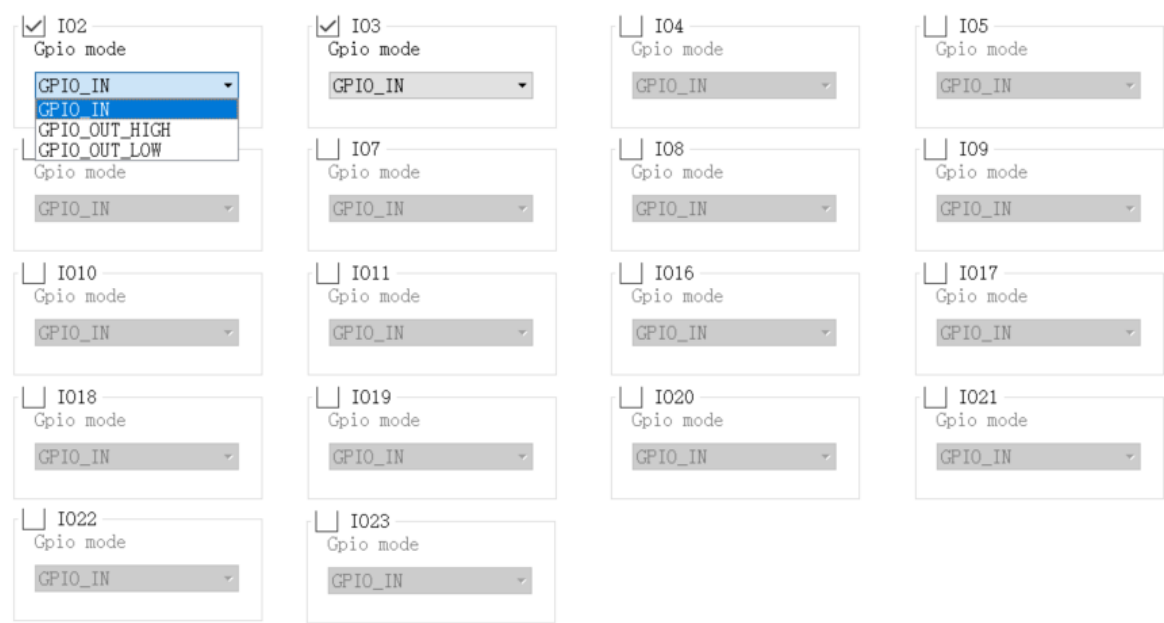 IO2
Gpio mode
GPIO_IN
GPIO_IN
GPIO_OUT_HIGH
GPIO_OUT_LOW
IO3
Gpio mode
GPIO_IN
IO4
Gpio mode
GPIO_IN
IO5
Gpio mode
GPIO_IN
Gpio mode
GPIO_IN
IO7
Gpio mode
GPIO_IN
IO8
Gpio mode
GPIO_IN
IO9
Gpio mode
GPIO_IN
IO10
Gpio mode
GPIO_IN
IO11
Gpio mode
GPIO_IN
IO16
Gpio mode
GPIO_IN
IO17
Gpio mode
GPIO_IN
IO18
Gpio mode
GPIO_IN
IO19
Gpio mode
GPIO_IN
IO20
Gpio mode
GPIO_IN
IO21
Gpio mode
GPIO_IN
IO22
Gpio mode
GPIO_IN
IO23
Gpio mode
GPIO_IN